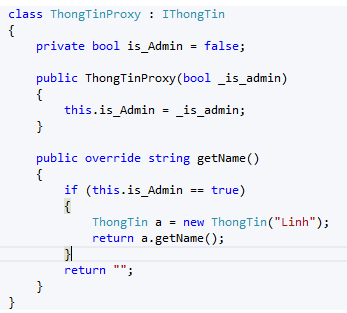 class ThongTinProxy : IThongTin
{
    private bool is_Admin = false;

    public ThongTinProxy(bool _is_admin)
    {
        this.is_Admin = _is_admin;
    }

    public override string getName()
    {
        if (this.is_Admin == true)
        {
            ThongTin a = new ThongTin("Linh");
            return a.getName();
        }
        return "";
    }
}